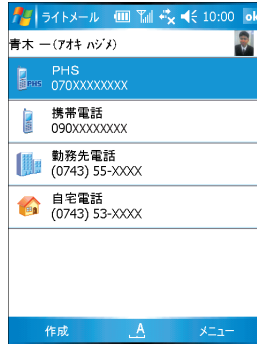 ライトメール 10:00 ok
青木 一(アオキ ハジメ)
PHS
PHS
070XXXXXXXX
携帯電話
090XXXXXXXX
勤務先電話
(0743) 55-XXXX
自宅電話
(0743) 53-XXXX
作成 A メニュー